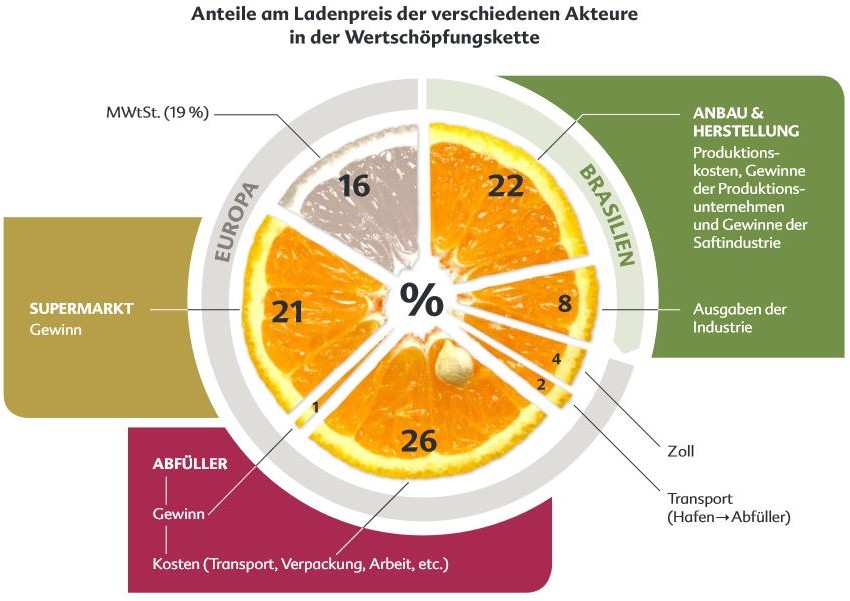 Anteile am Ladenpreis der verschiedenen Akteure
in der Wertschöpfungskette
MWtSt. (19 %)
16
22
EUROPA
BRASILIEN
ANBAU &
HERSTELLUNG
Produktions-
kosten, Gewinne
der Produktions-
unternehmen
und Gewinne der
Saftindustrie
SUPERMARKT
Gewinn
21
%
8
Ausgaben der
Industrie
4
2
1
26
Zoll
Transport
(Hafen→Abfüller)
ABFÜLLER
Gewinn
Kosten (Transport, Verpackung, Arbeit, etc.)